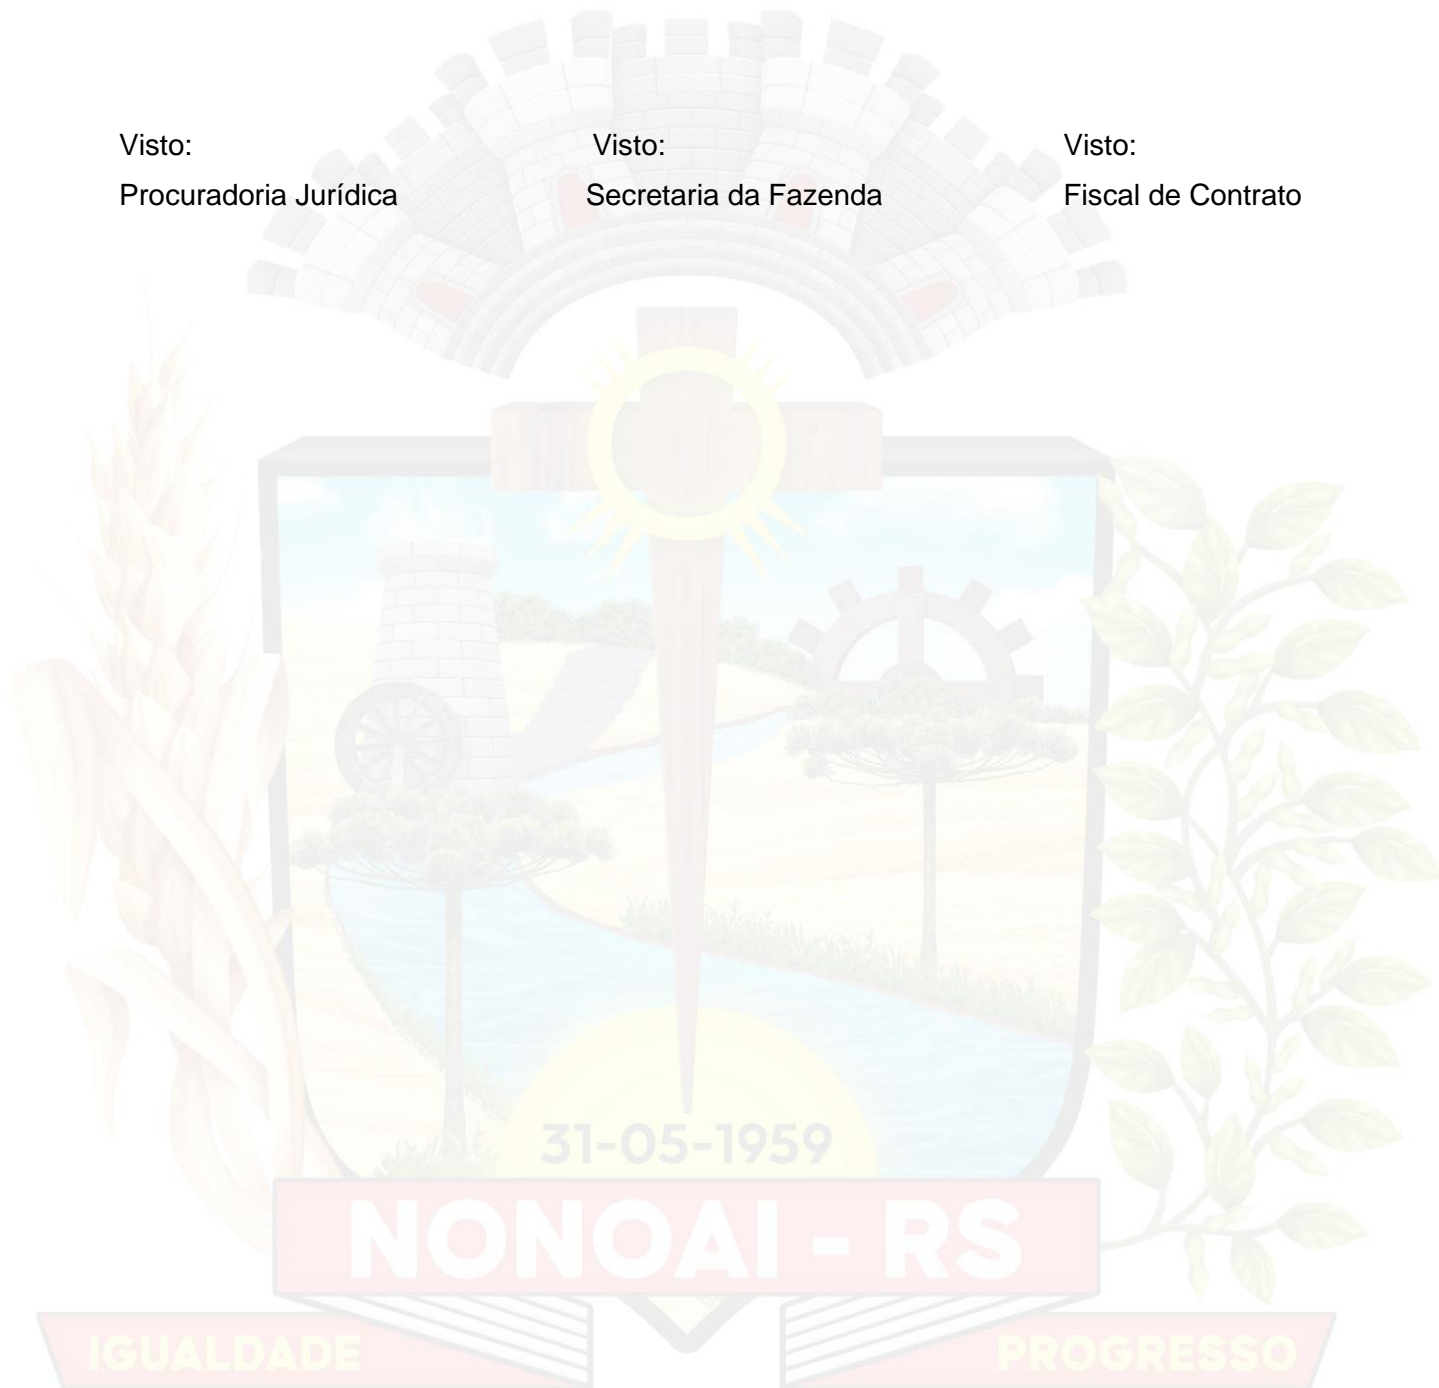 Visto: Visto: Visto:
Procuradoria Jurídica Secretaria da Fazenda Fiscal de Contrato
31-05-1959
NONOAI - RS
IGUALDADE PROGRESSO